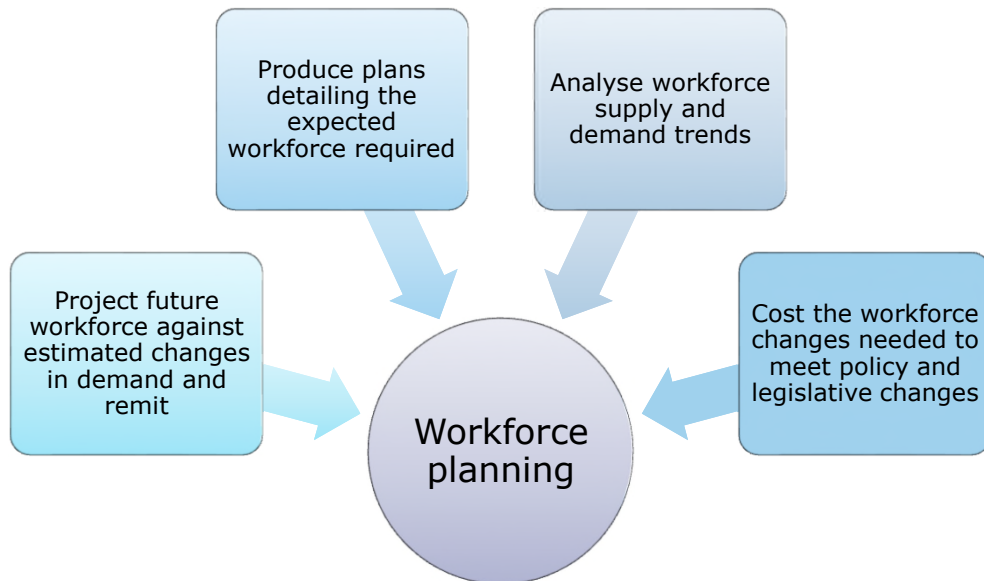 Produce plans
detailing the
expected
workforce required
Analyse workforce
supply and
demand trends
Project future
workforce against
estimated changes
in demand and
remit
Cost the workforce
changes needed to
meet policy and
legislative changes
Workforce
planning